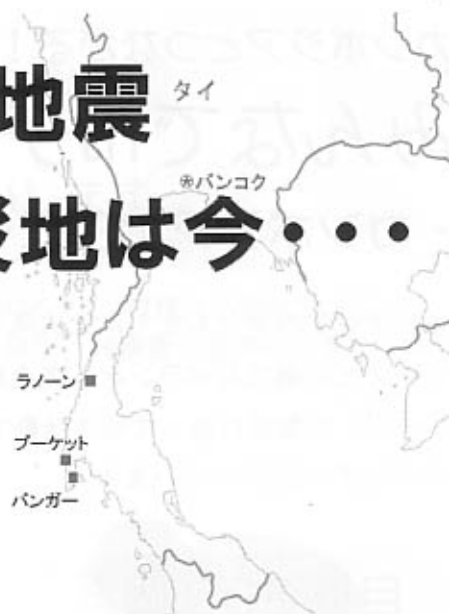 地震
タイ
バンコク
災地は今・・・
ラノーン
プーケット
パンガー